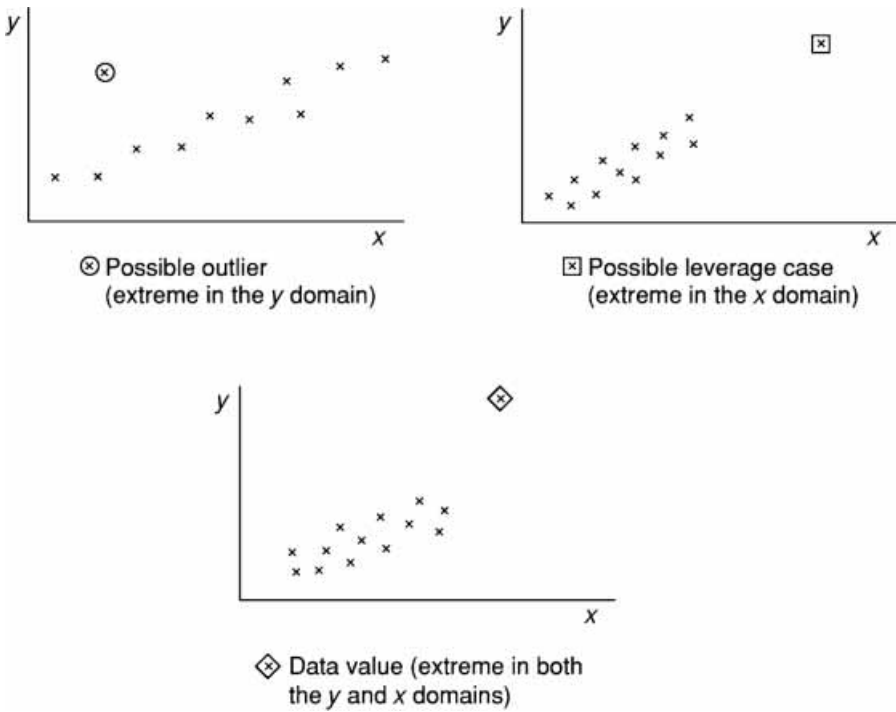 y
x
Possible outlier
(extreme in the y domain)
y
x
Possible leverage case
(extreme in the x domain)
y
x
Data value (extreme in both
the y and x domains)